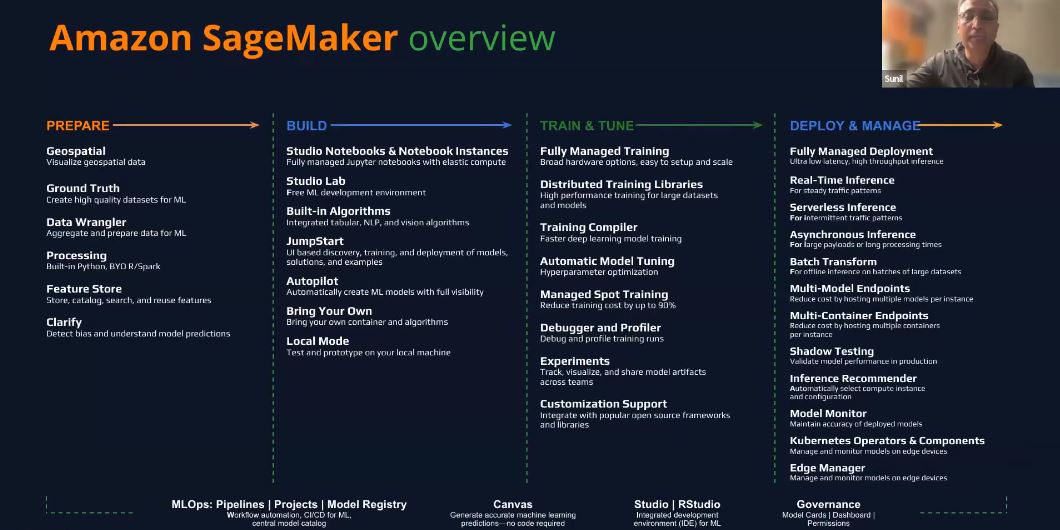 Amazon SageMaker overview
Sunil
PREPARE
Geospatial
Visualize geospatial data
Ground Truth
Create high quality datasets for ML
Data Wrangler
Aggregate and prepare data for ML
Processing
Built-in Python, BYO R/Spark
Feature Store
Store, catalog, search, and reuse features
Clarify
Detect bias and understand model predictions
BUILD
Studio Notebooks & Notebook Instances
Fully managed Jupyter notebooks with elastic compute
Studio Lab
Free ML development environment
Built-in Algorithms
Integrated tabular, NLP, and vision algorithms
JumpStart
UI based discovery, training, and deployment of models,
solutions, and examples
Autopilot
Automatically create ML models with full visibility
Bring Your Own
Bring your own container and algorithms
Local Mode
Test and prototype on your local machine
TRAIN & TUNE
Fully Managed Training
Broad hardware options, easy to setup and scale
Distributed Training Libraries
High performance training for large datasets
and models
Training Compiler
Faster deep learning model training
Automatic Model Tuning
Hyperparameter optimization
Managed Spot Training
Reduce training cost by up to 90%
Debugger and Profiler
Debug and profile training runs
Experiments
Track, visualize, and share model artifacts
across teams
Customization Support
Integrate with popular open source frameworks
and libraries
DEPLOY & MANAGE
Fully Managed Deployment
Ultra low latency, high throughput inference
Real-Time Inference
For steady traffic patterns
Serverless Inference
For intermittent traffic patterns
Asynchronous Inference
For large payloads or long processing times
Batch Transform
For offline inference on batches of large datasets
Multi-Model Endpoints
Reduce cost by hosting multiple models per instance
Multi-Container Endpoints
Reduce cost by hosting multiple containers
per instance
Shadow Testing
Validate model performance in production
Inference Recommender
Automatically select compute instance
and configuration
Model Monitor
Maintain accuracy of deployed models
Kubernetes Operators & Components
Manage and monitor models on edge devices
Edge Manager
Manage and monitor models on edge devices
MLOps: Pipelines | Projects | Model Registry
Workflow automation, CI/CD for ML,
central model catalog
Canvas
Generate accurate machine learning
predictions—no code required
Studio | RStudio
Integrated development
environment (IDE) for ML
Governance
Model Cards | Dashboard |
Permissions